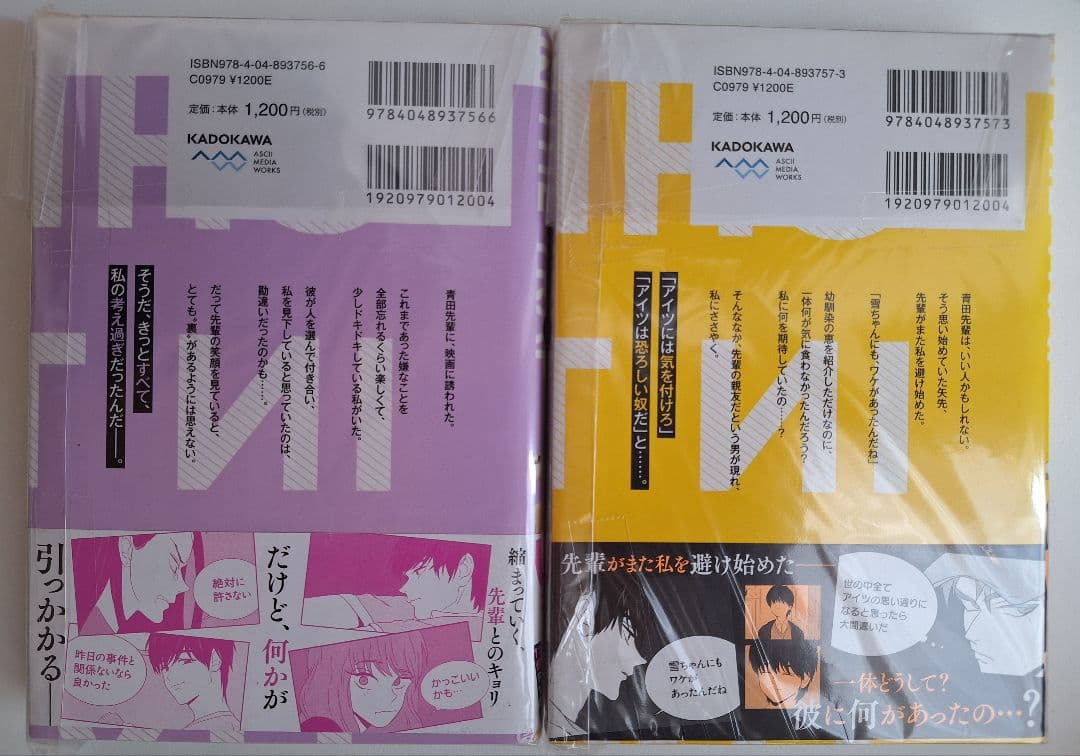 ISBN978-4-04-893756-6
C0979 ¥1200E
定価:本体 1,200円(税別)
KADOKAWA
ASCII
MEDIA
WORKS
9784048937566
1920979012004
青田先輩に、映画に誘われた。
これまであった嫌なことを
全部忘れるくらい楽しくて、
少しドキドキしている私がいた。
彼が人を選んで付き合い、
私を見下していると思っていたのは、
勘違いだったのかも……。
だって先輩の笑顔を見ていると、
とても〝裏〟があるようには思えない。
そうだ、きっとすべて、
私の考え過ぎだったんだ――。
縮まっていく、
先輩とのキョリ
だけど、何かが
引っかかる――
絶対に
許さない
昨日の事件と
関係ないなら
良かった
かっこいい
かも…
ISBN978-4-04-893757-3
C0979 ¥1200E
定価:本体 1,200円(税別)
KADOKAWA
ASCII
MEDIA
WORKS
9784048937573
1920979012004
青田先輩は、いい人かもしれない。
そう思い始めていた矢先、
先輩がまた私を避け始めた。
「雪ちゃんにも、ワケがあったんだね」
幼馴染の恵を紹介しただけなのに、
一体何が気に食わなかったんだろう?
私に何を期待していたの……?
そんななか、先輩の親友だという男が現れ、
私にささやく。
「アイツには気を付けろ」
「アイツは恐ろしい奴だ」と……。
先輩がまた私を避け始めた――
世の中全て
アイツの思い通りに
なると思ったら
大間違いだ
雪ちゃんにも
ワケが
あったんだね
一体どうして?
彼に何があったの…?